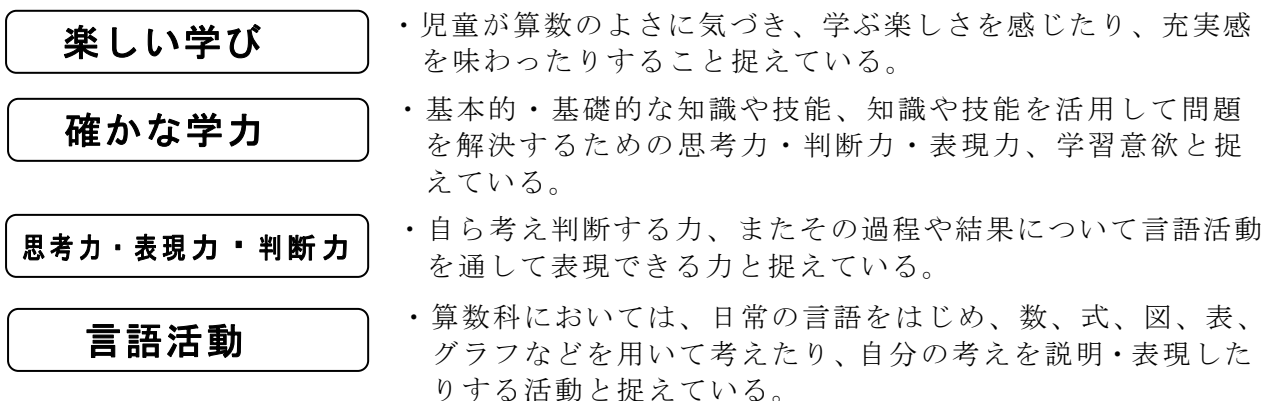 楽しい学び
・児童が算数のよさに気づき、学ぶ楽しさを感じたり、充実感
を味わったりすること捉えている。
確かな学力
・基本的・基礎的な知識や技能、知識や技能を活用して問題
を解決するための思考力・判断力・表現力、学習意欲と捉
えている。
思考力・表現力・判断力
・自ら考え判断する力、またその過程や結果について言語活動
を通して表現できる力と捉えている。
言語活動
・算数科においては、日常の言語をはじめ、数、式、図、表、
グラフなどを用いて考えたり、自分の考えを説明・表現した
りする活動と捉えている。